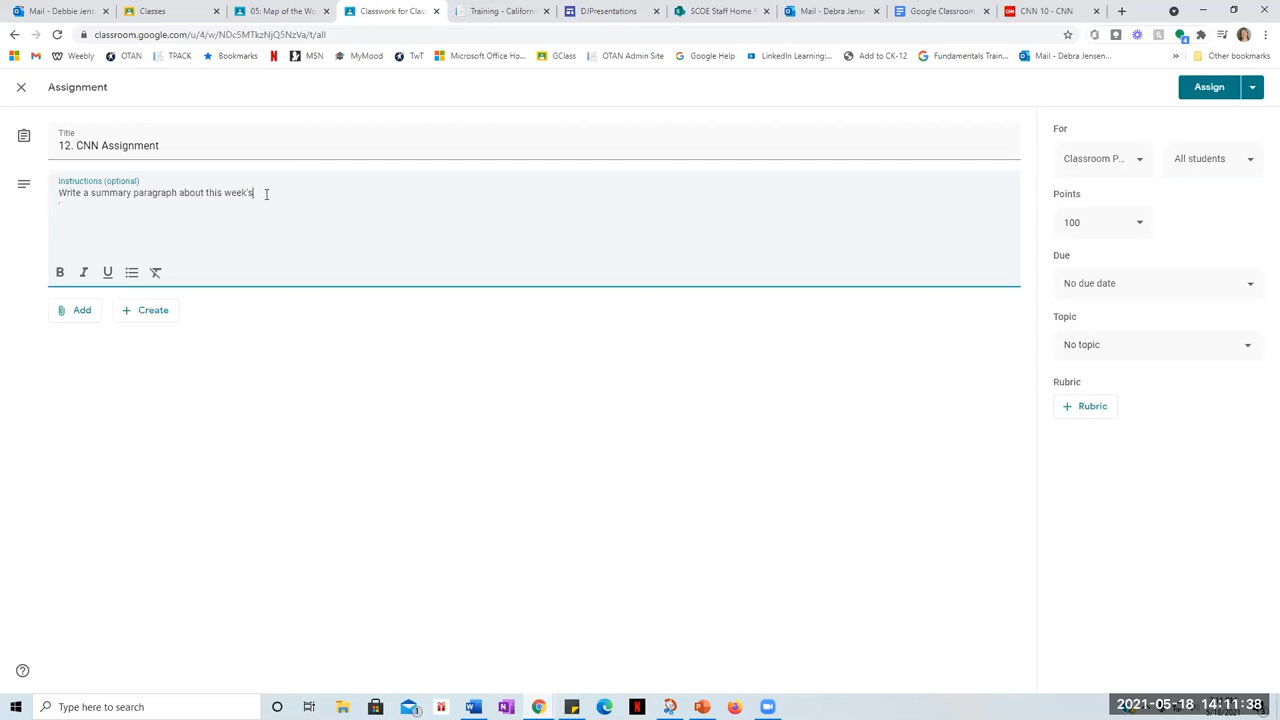 Mail - Debbie Jens
Classes
05: Map of the Wo
Classwork for Clas
Training - Californ
DJPresentations
SCOE Staff Home
Mail - Debra Jense
Google Classroom
CNN 10 - CNN
classroom.google.com/u/4/w/NDc5MTkzNjQ5NzVa/t/all
Weebly
OTAN
TPACK
Bookmarks
MSN
MyMood
TwT
Microsoft Office Ho...
GClass
OTAN Admin Site
Google Help
LinkedIn Learning:...
Add to CK-12
Fundamentals Train...
Mail - Debra Jensen...
»
Other bookmarks
Assignment
Assign
Title
12. CNN Assignment
Instructions (optional)
Write a summary paragraph about this week's
.
B I U
Add
Create
For
Classroom P...
All students
Points
100
Due
No due date
Topic
No topic
Rubric
+ Rubric
Type here to search
2021-05-18 14:11:38